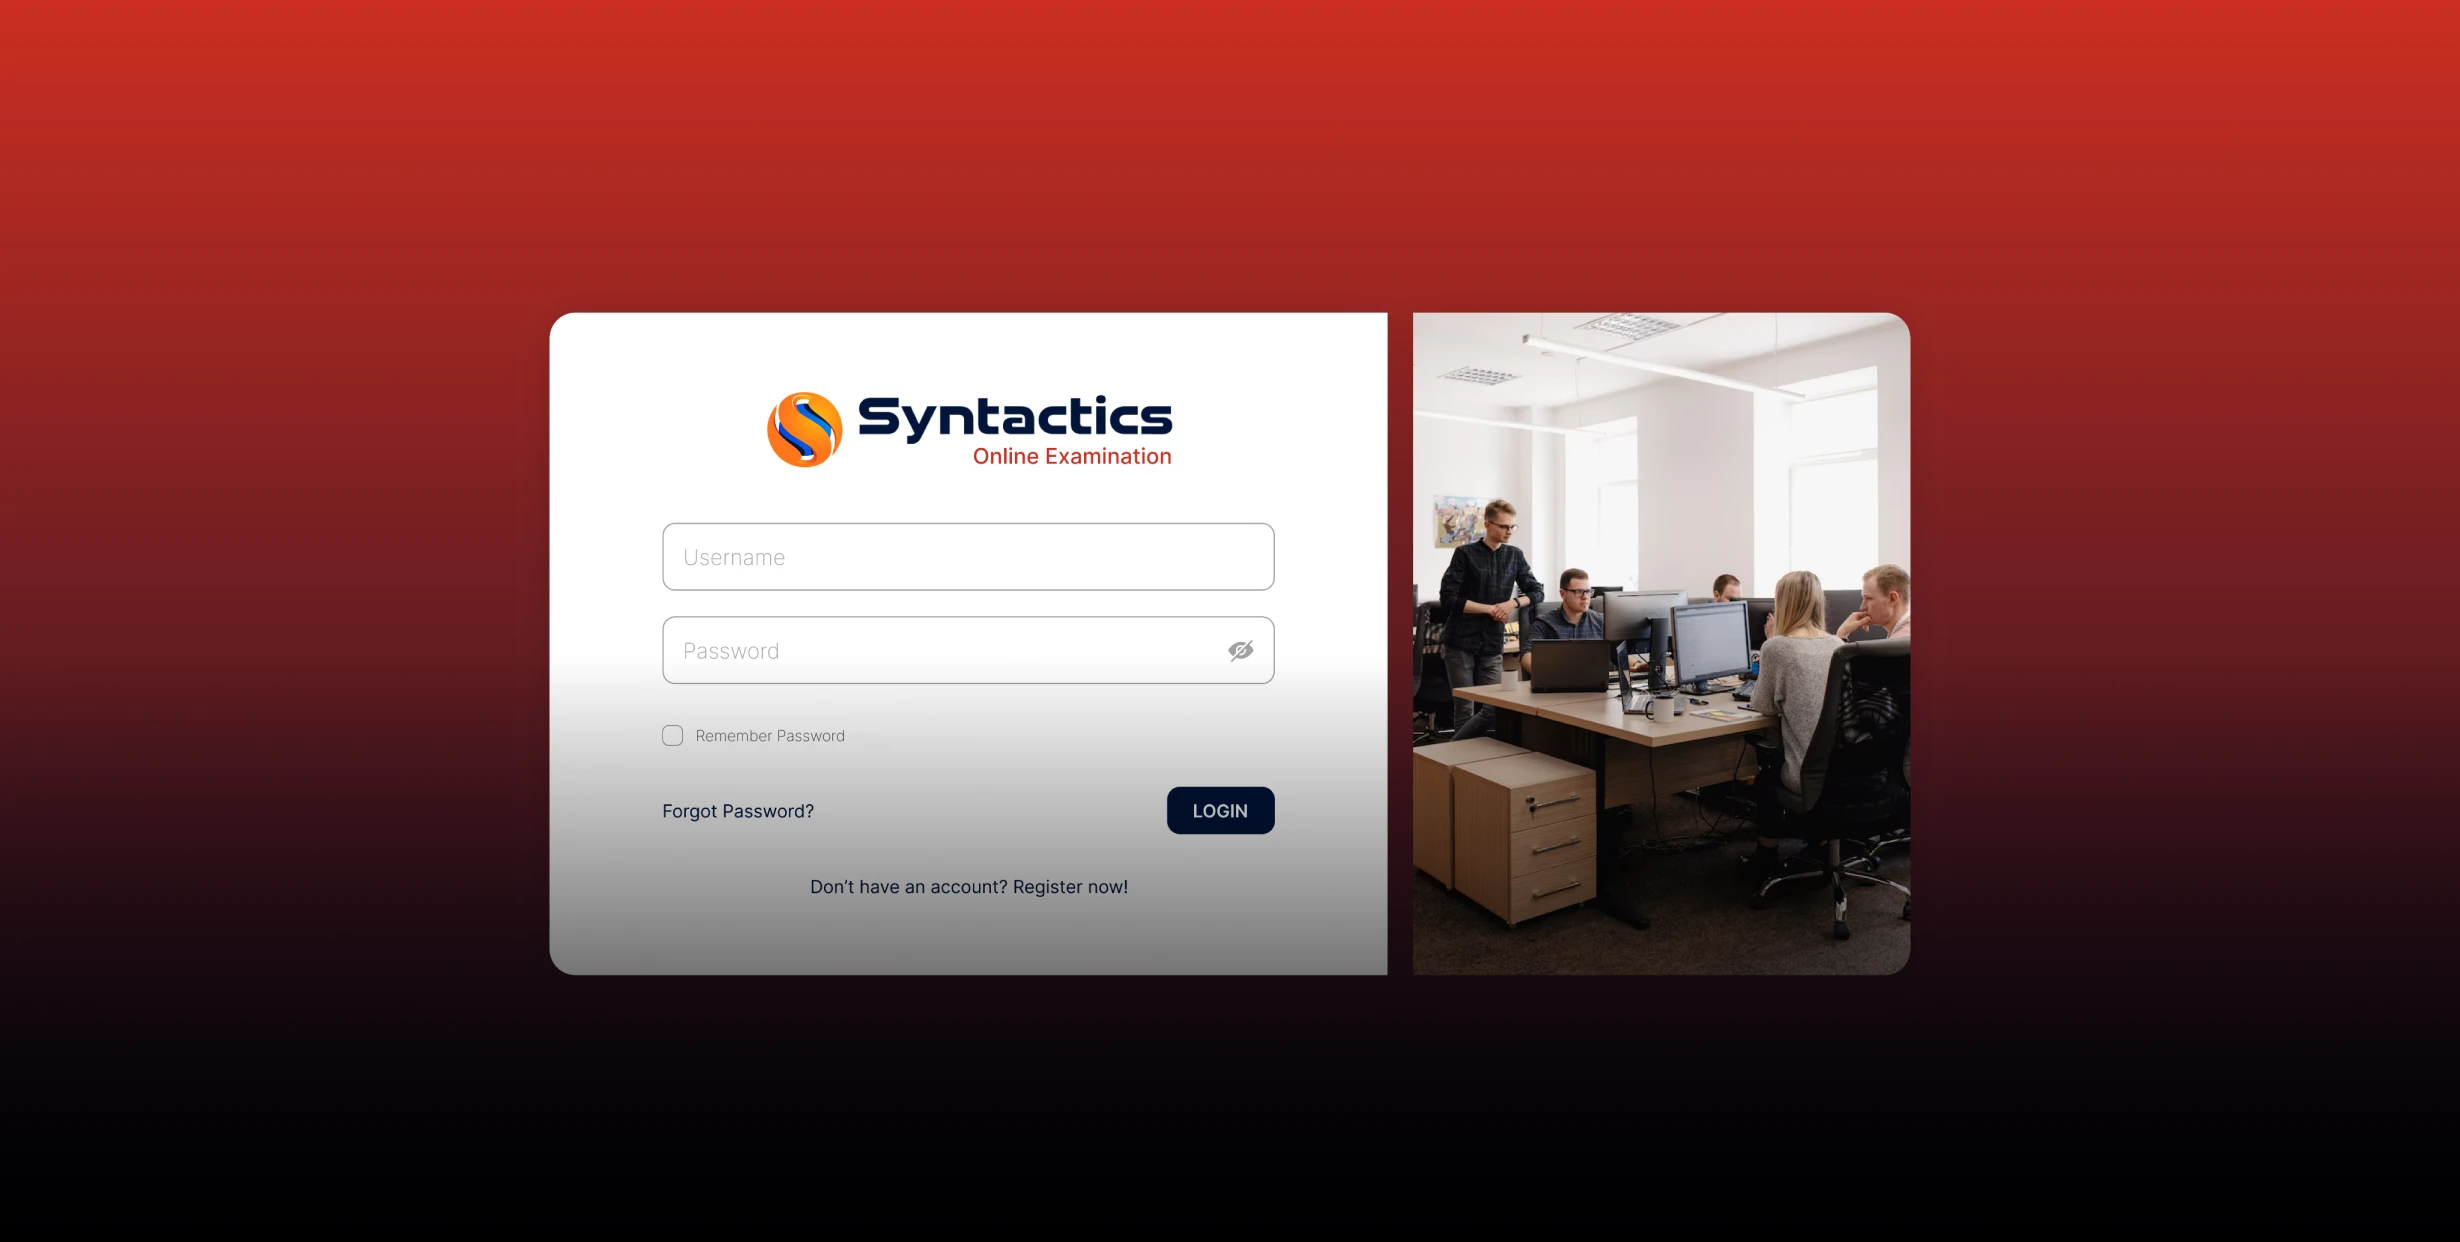 Syntactics
Online Examination
Username
Password
Remember Password
Forgot Password?
LOGIN
Don't have an account? Register now!